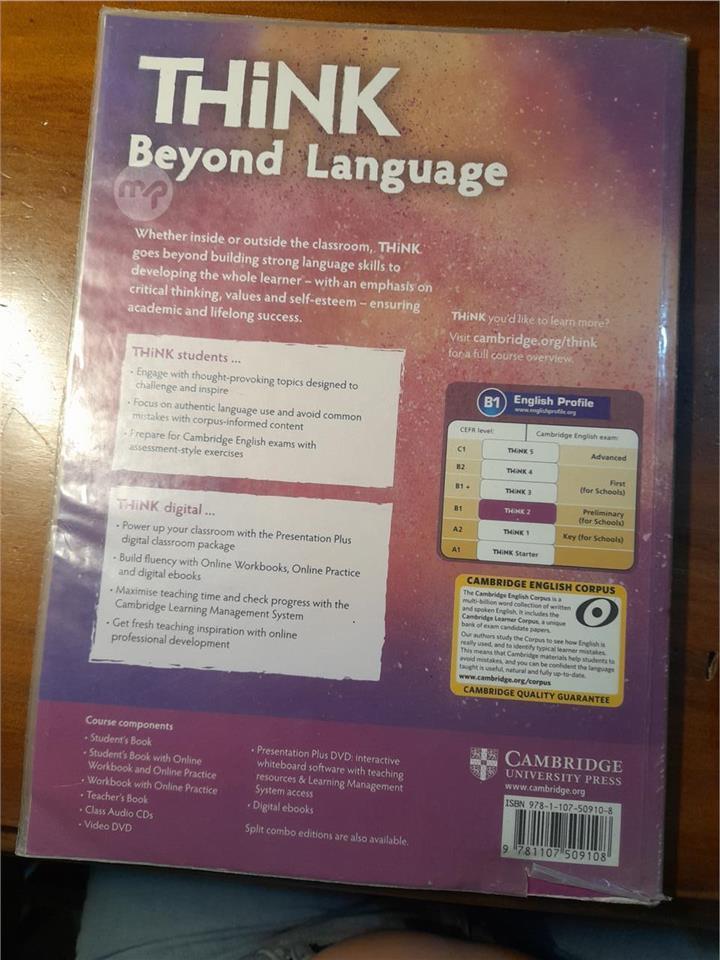 THiNK
Beyond Language
mp
Whether inside or outside the classroom, THiNK
goes beyond building strong language skills to
developing the whole learner – with an emphasis on
critical thinking, values and self-esteem – ensuring
academic and lifelong success.
THiNK you'd like to learn more?
Visit cambridge.org/think
for a full course overview.
THiNK students ...
• Engage with thought-provoking topics designed to
challenge and inspire
• Focus on authentic language use and avoid common
mistakes with corpus-informed content
• Prepare for Cambridge English exams with
assessment-style exercises
THiNK digital ...
• Power up your classroom with the Presentation Plus
digital classroom package
• Build fluency with Online Workbooks, Online Practice
and digital ebooks
• Maximise teaching time and check progress with the
Cambridge Learning Management System
• Get fresh teaching inspiration with online
professional development
B1 English Profile
www.englishprofile.org
CEFR level: Cambridge English exam:
C1 THiNK 5 Advanced
B2 THiNK 4
First
(for Schools)
B1 + THiNK 3
B1 THiNK 2 Preliminary
(for Schools)
A2 THiNK 1 Key (for Schools)
A1 THiNK Starter
CAMBRIDGE ENGLISH CORPUS
The Cambridge English Corpus is a
multi-billion word collection of written
and spoken English. It includes the
Cambridge Learner Corpus, a unique
bank of exam candidate papers.
Our authors study the Corpus to see how English is
really used, and to identify typical learner mistakes.
This means that Cambridge materials help students to
avoid mistakes, and you can be confident the language
taught is useful, natural and fully up-to-date.
www.cambridge.org/corpus
CAMBRIDGE QUALITY GUARANTEE
Course components
• Student's Book
• Student's Book with Online
Workbook and Online Practice
• Workbook with Online Practice
• Teacher's Book
• Class Audio CDs
• Video DVD
• Presentation Plus DVD: interactive
whiteboard software with teaching
resources & Learning Management
System access
• Digital ebooks
Split combo editions are also available.
CAMBRIDGE
UNIVERSITY PRESS
www.cambridge.org
ISBN 978-1-107-50910-8
9 781107 509108